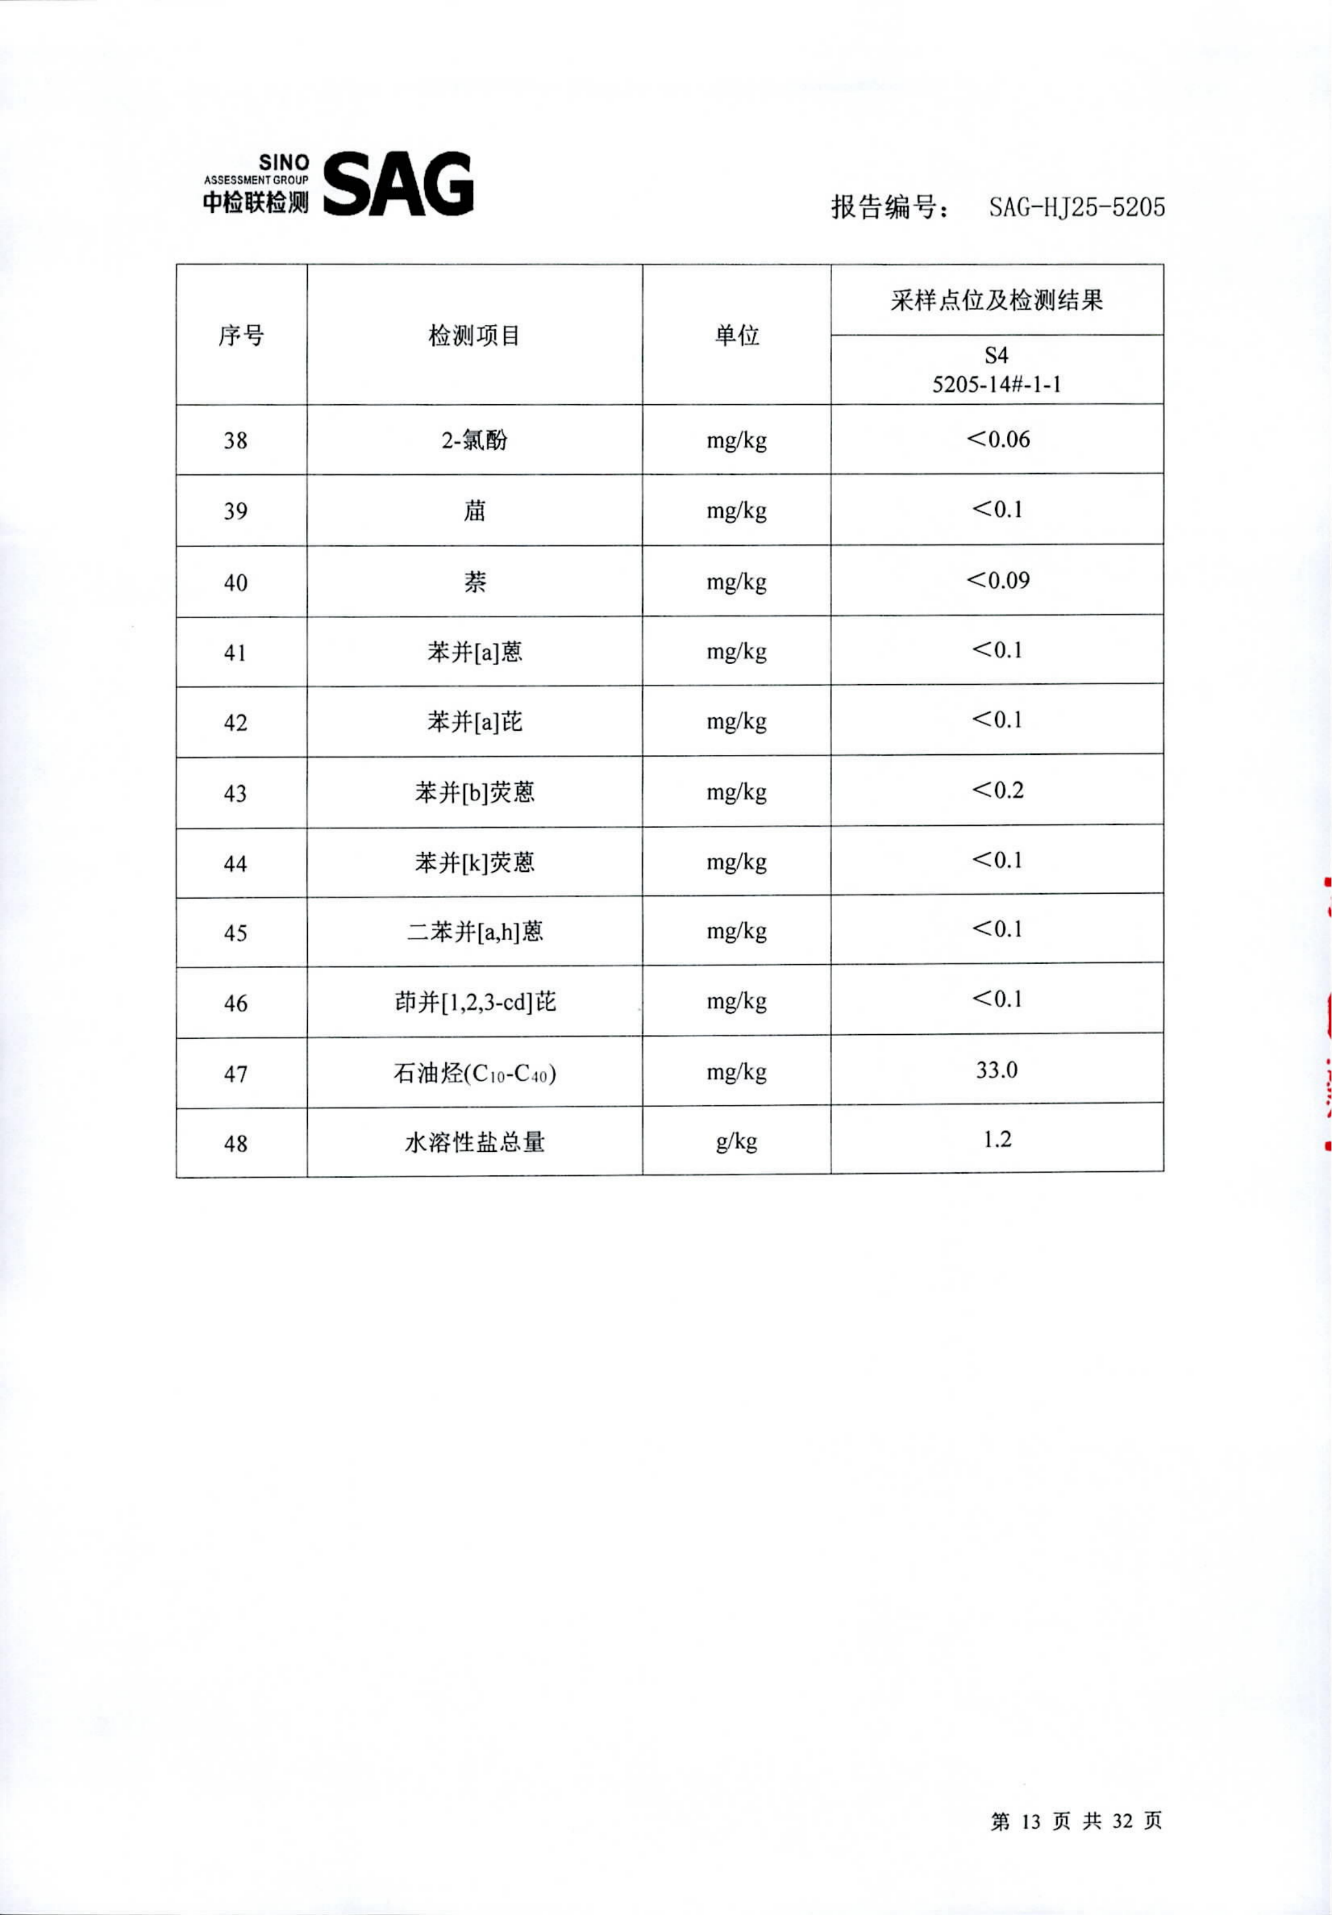 SINO
ASSESSMENT GROUP
中检联检测
SAG
报告编号： SAG-HJ25-5205
序号 检测项目 单位 采样点位及检测结果
S4
5205-14#-1-1
38 2-氯酚 mg/kg ＜0.06
39 䓛 mg/kg ＜0.1
40 萘 mg/kg ＜0.09
41 苯并[a]蒽 mg/kg ＜0.1
42 苯并[a]芘 mg/kg ＜0.1
43 苯并[b]荧蒽 mg/kg ＜0.2
44 苯并[k]荧蒽 mg/kg ＜0.1
45 二苯并[a,h]蒽 mg/kg ＜0.1
46 茚并[1,2,3-cd]芘 mg/kg ＜0.1
47 石油烃(C10-C40) mg/kg 33.0
48 水溶性盐总量 g/kg 1.2
第 13 页 共 32 页